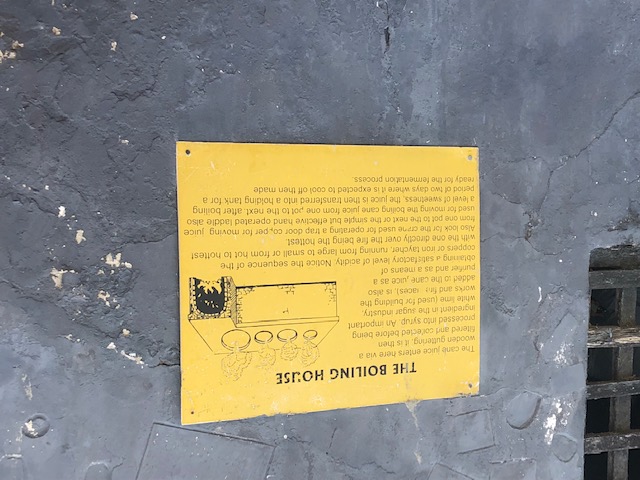 THE BOILING HOUSE
The cane juice enters here via a
wooden guttering. It is then
filtered and collected before being
processed into syrup. An important
ingredient in the sugar industry,
white lime (used for building the
works and fire places), is also
added to the cane juice as a
purifier and as a means of
obtaining a satisfactory level of acidity. Notice the sequence of the
coppers or iron taychen, running from large to small or from hot to hottest
with the one directly over the fire being the hottest.
Also look for the crane used for operating a trap door for moving juice
from one pot to the next or the simple but effective hand operated laddle also
used for moving the boiling cane juice from one pot to the next. after boiling
a level of sweetness, the juice is then transferred into a holding tank for a
period of two days where it is expected to cool off then made
ready for the fermentation process.